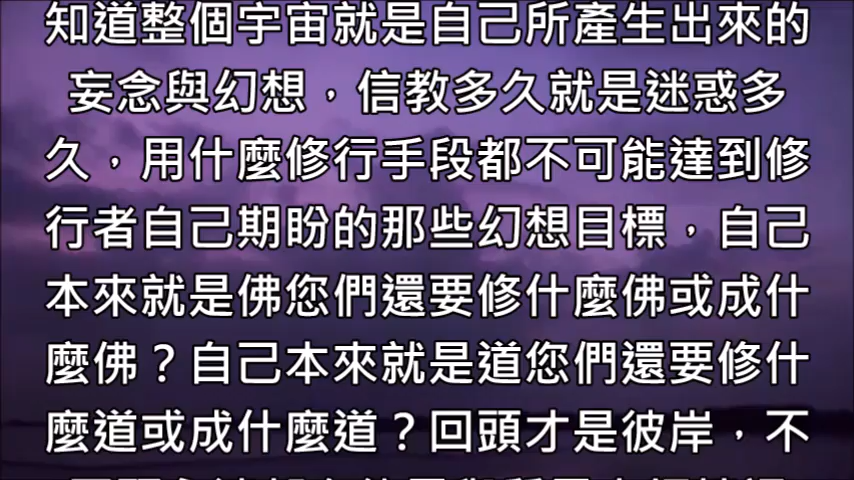 知道整個宇宙就是自己所產生出來的
妄念與幻想，信教多久就是迷惑多
久，用什麼修行手段都不可能達到修
行者自己期盼的那些幻想目標，自己
本來就是佛您們還要修什麼佛或成什
麼佛？自己本來就是道您們還要修什
麼道或成什麼道？回頭才是彼岸，不